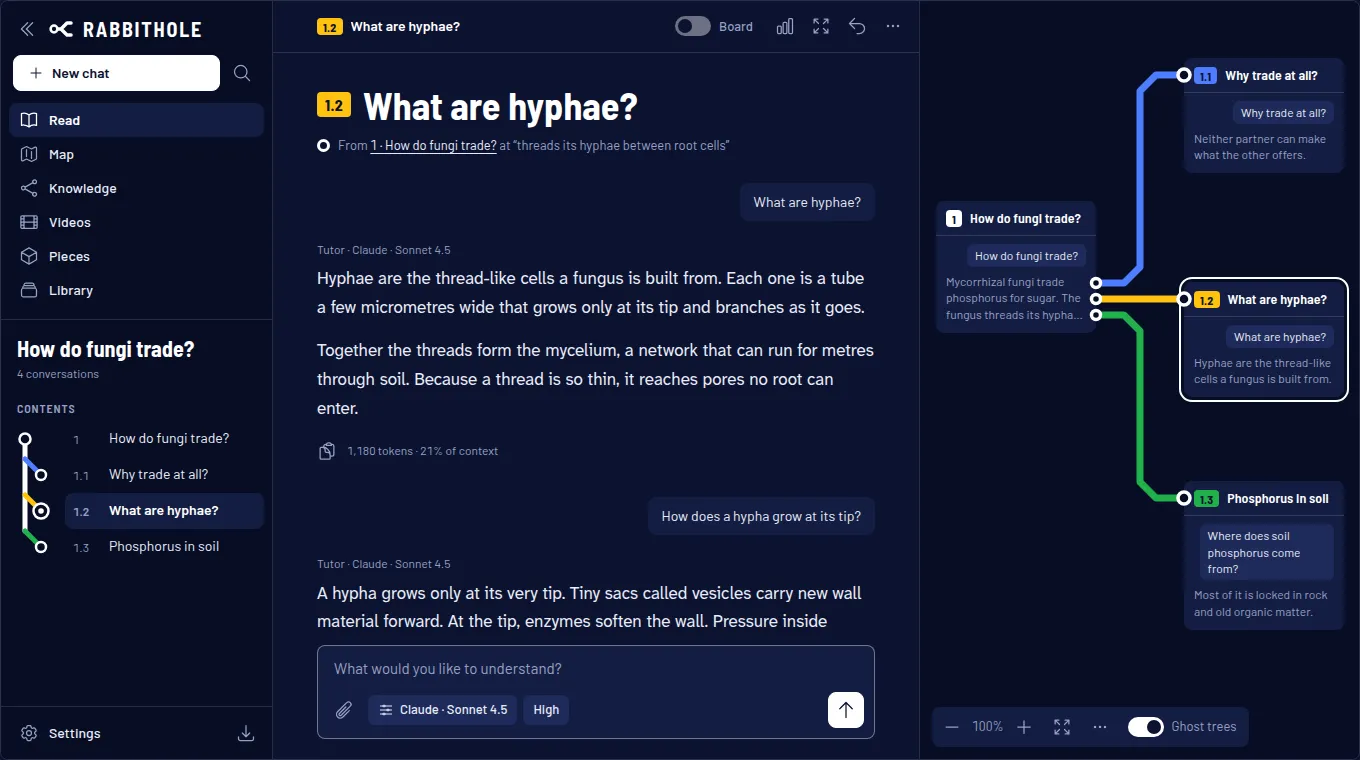 RABBITHOLE
New chat
Read
Map
Knowledge
Videos
Pieces
Library
How do fungi trade?
4 conversations
CONTENTS
1 How do fungi trade?
1.1 Why trade at all?
1.2 What are hyphae?
1.3 Phosphorus in soil
Settings
1.2 What are hyphae?
Board
1.2 What are hyphae?
From 1 · How do fungi trade? at “threads its hyphae between root cells”
What are hyphae?
Tutor · Claude · Sonnet 4.5
Hyphae are the thread-like cells a fungus is built from. Each one is a tube
a few micrometres wide that grows only at its tip and branches as it goes.
Together the threads form the mycelium, a network that can run for metres
through soil. Because a thread is so thin, it reaches pores no root can
enter.
1,180 tokens · 21% of context
How does a hypha grow at its tip?
Tutor · Claude · Sonnet 4.5
A hypha grows only at its very tip. Tiny sacs called vesicles carry new wall
material forward. At the tip, enzymes soften the wall. Pressure inside
What would you like to understand?
Claude · Sonnet 4.5
High
1 How do fungi trade?
How do fungi trade?
Mycorrhizal fungi trade
phosphorus for sugar. The
fungus threads its hypha...
1.1 Why trade at all?
Why trade at all?
Neither partner can make
what the other offers.
1.2 What are hyphae?
What are hyphae?
Hyphae are the thread-like
cells a fungus is built from.
1.3 Phosphorus in soil
Where does soil
phosphorus come
from?
Most of it is locked in rock
and old organic matter.
100%
Ghost trees